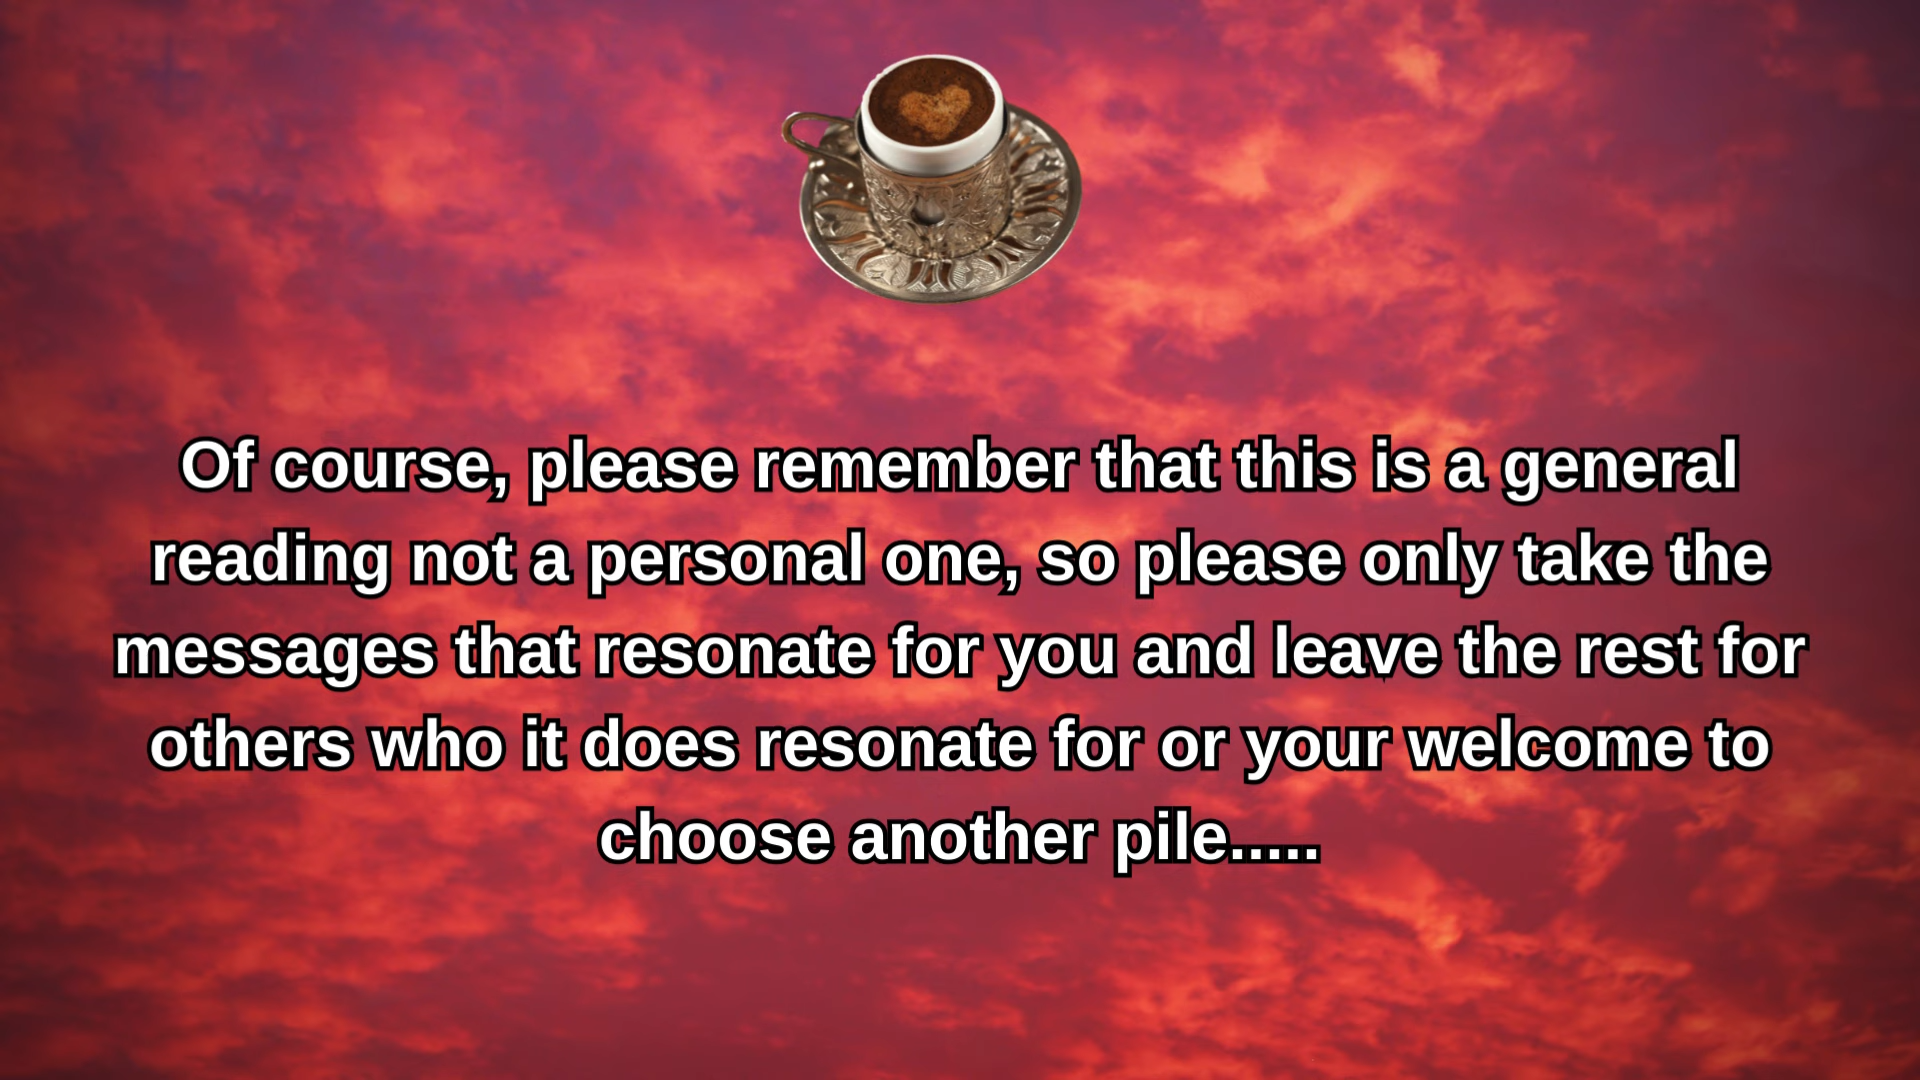 Of course, please remember that this is a general
reading not a personal one, so please only take the
messages that resonate for you and leave the rest for
others who it does resonate for or your welcome to
choose another pile.....